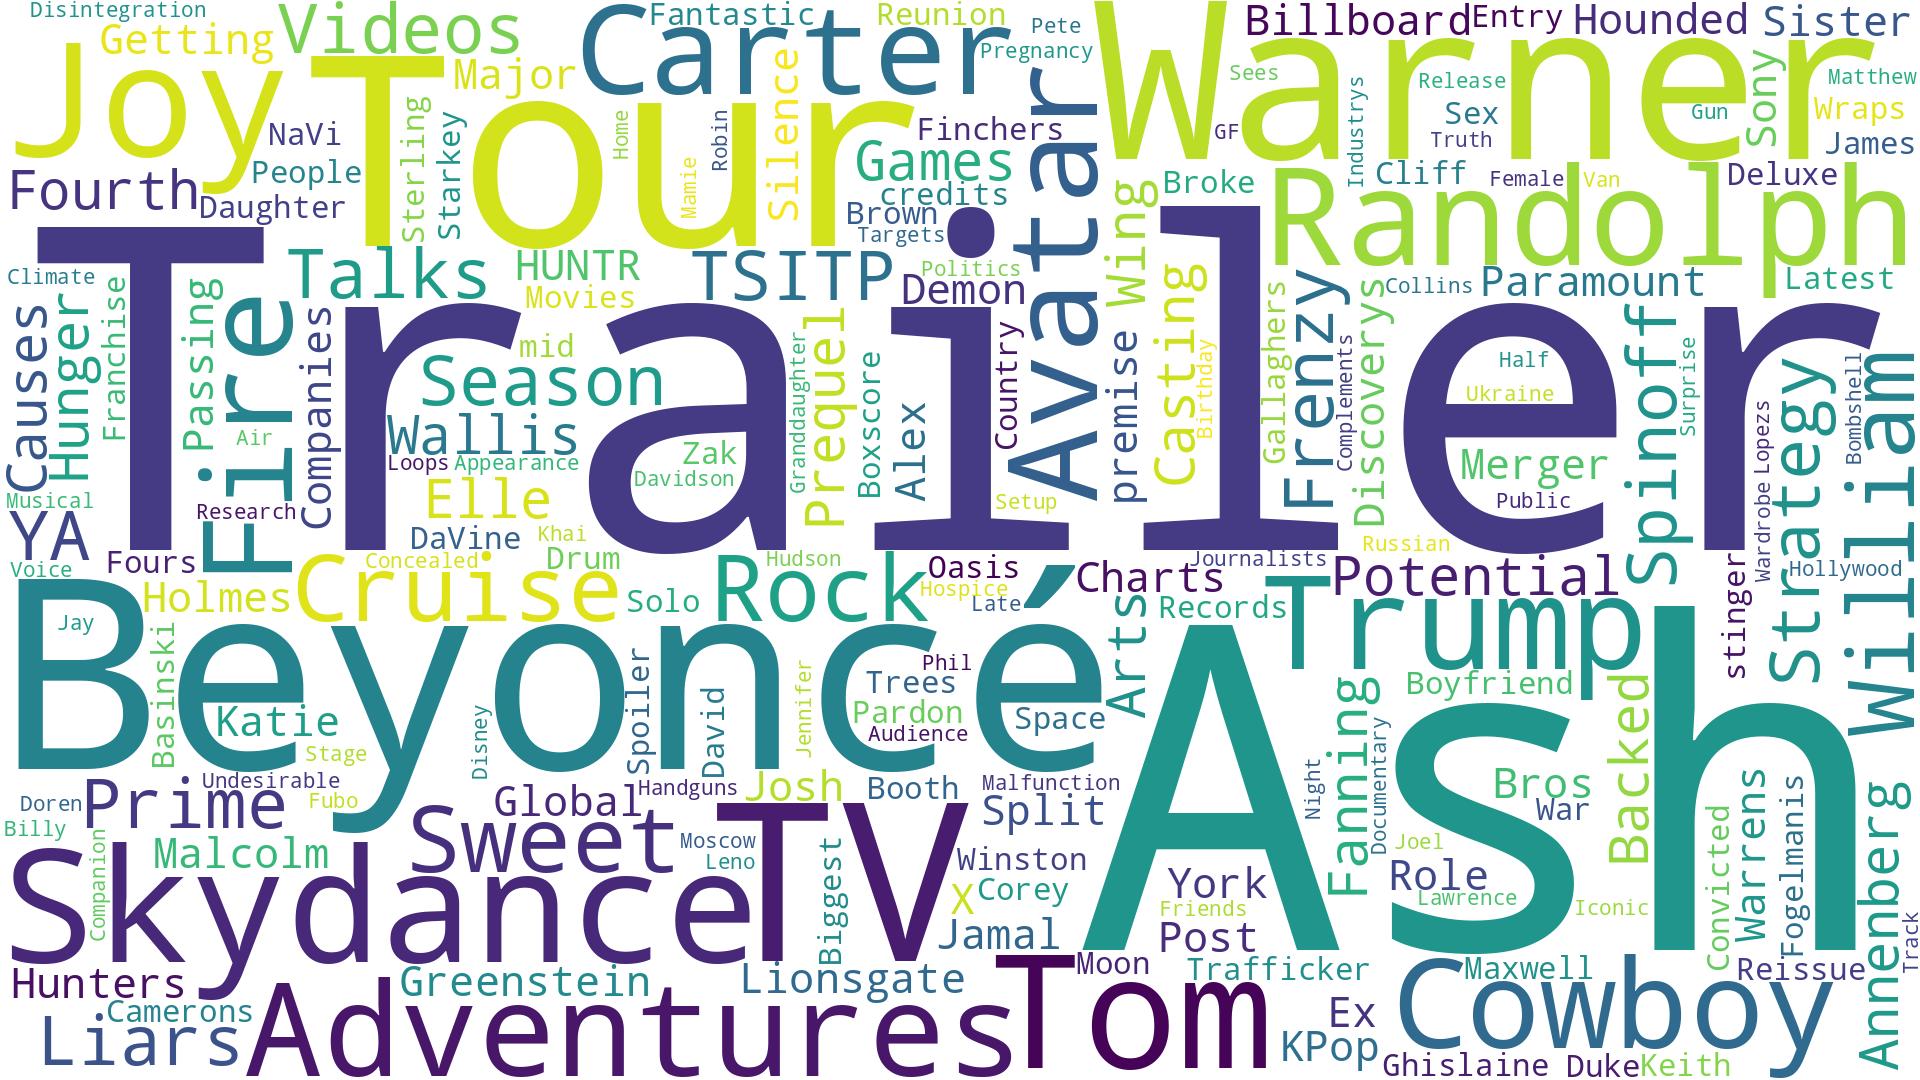 Disintegration
Getting
Videos
Carter
Fantastic
Reunion
Pete
Pregnancy
Warner
Billboard
Entry
Hounded
Sister
Joy
Tour
Major
Silence
Sees
Release
Matthew
NaVi
People
Sterling
Starkey
Home
Mamie
Robin
Finchers
Games
credits
Avatar
GF
Industrys
Sex
Truth
Gun
Sony
Wraps
James
Fourth
Daughter
Brown
Targets
Wing
Broke
Cliff
Female
Van
Deluxe
Randolph
Trailer
Climate
Talks
HUNTR
Movies
TSITP
Politics
Demon
Casting
Frenzy
Discoverys
Collins
Paramount
Latest
Causes
Hunger
Franchise
Passing
Fire
Companies
Season
mid
Wallis
Air
Loops
Appearance
Zak
Davidson
Granddaughter
Prequel
Boxscore
Alex
Country
premise
Birthday
Gallaghers
Complements
Half
Ukraine
Merger
Public
Spinoff
Surprise
Wardrobe
Lopezs
Strategy
Bombshell
William
Musical
YA
Research
Elle
Setup
DaVine
Khai
Drum
Fours
Voice
Concealed
Hudson
Oasis
Journalists
Russian
Hollywood
Holmes
Cruise
Solo
Rock
Hospice
Late
Charts
Records
Trump
Potential
stinger
Beyoncé
Jay
Basinski
Katie
Stage
Disney
Spoiler
David
Jennifer
Phil
Trees
Pardon
Audience
Space
Arts
Ash
Boyfriend
Backed
Undesirable
Doren
Prime
Fubo
Billy
Global
Handguns
Josh
Booth
Malfunction
Split
Night
Documentary
Fanning
Bros
War
Warrens
Fogelmanis
Malcolm
Sweet
Moscow
Leno
TV
Biggest
Winston
X
Corey
York
Friends
Joel
Role
Lawrence
Iconic
Convicted
Annenberg
Companion
Skydance
Jamal
Post
Track
Hunters
Greenstein
Lionsgate
Tom
Moon
Trafficker
Maxwell
Reissue
Camerons
Liars
Adventures
Ex
KPop
Cowboy
Ghislaine
Duke
Keith